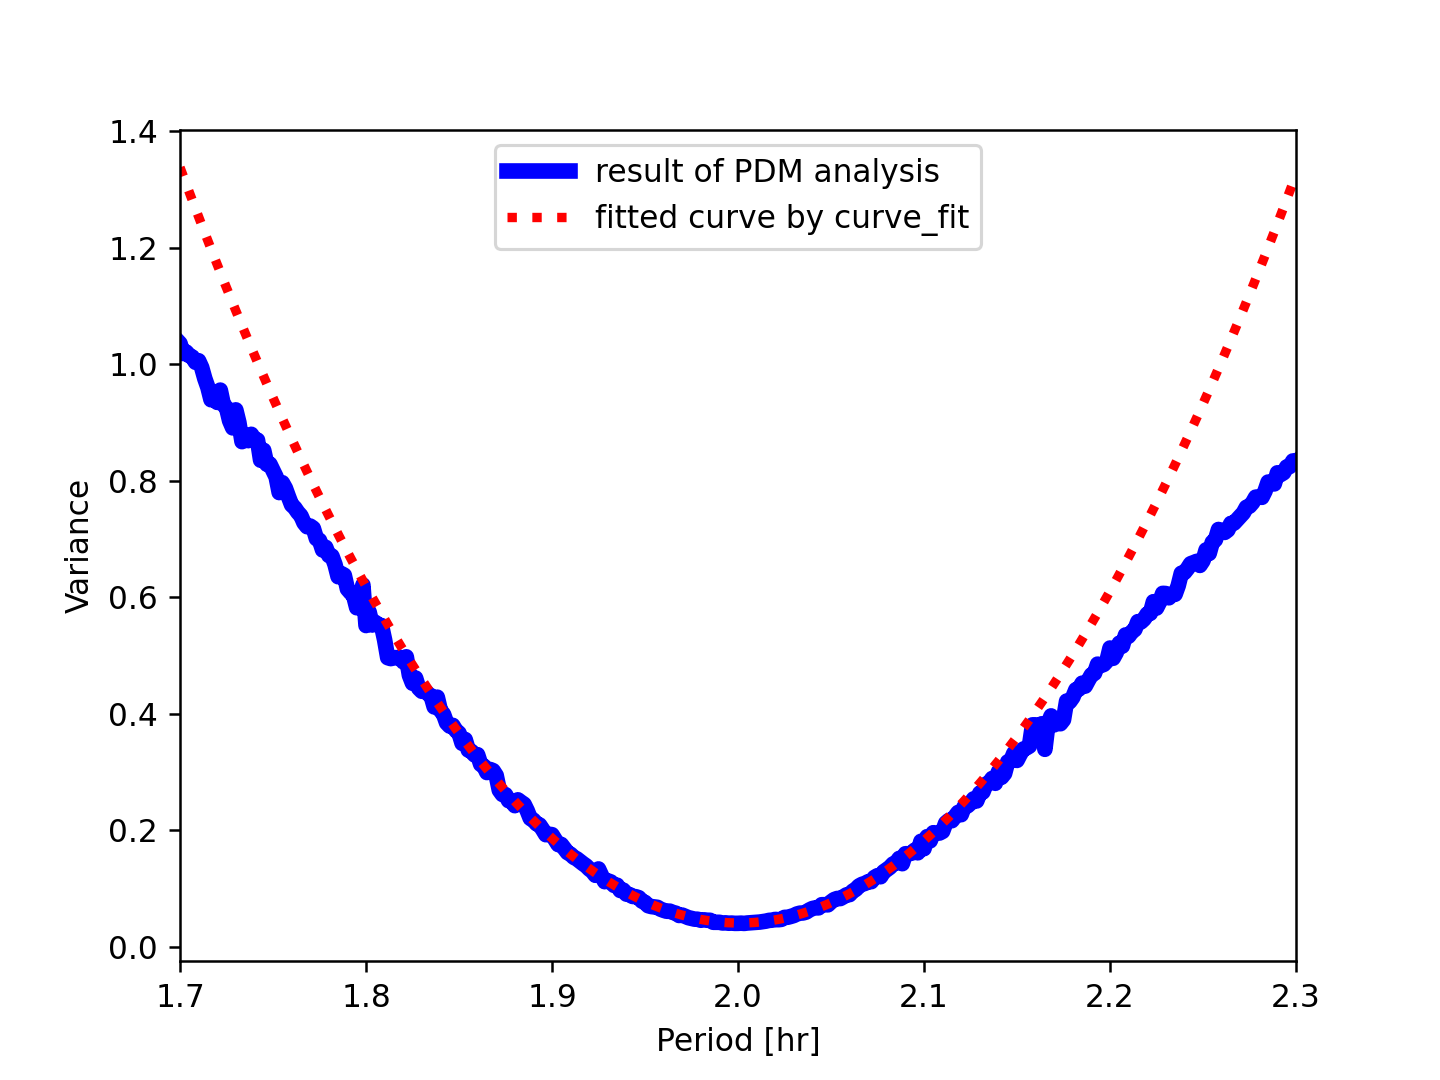 result of PDM analysis
fitted curve by curve_fit
1.4
1.2
1.0
0.8
0.6
0.4
0.2
0.0
Variance
1.7 1.8 1.9 2.0 2.1 2.2 2.3
Period [hr]